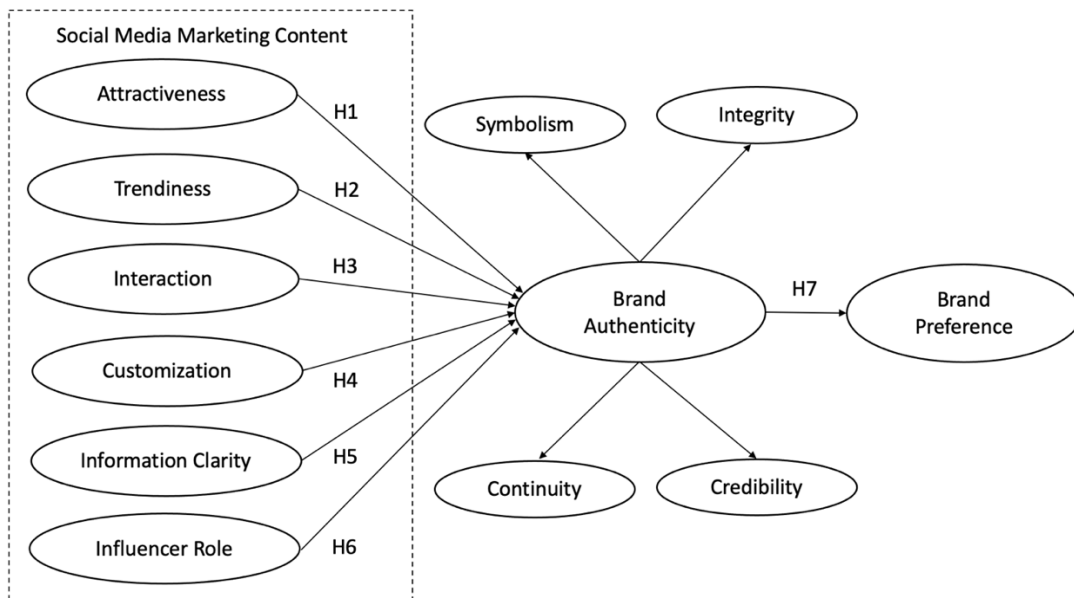 Social Media Marketing Content
Attractiveness
H1
Trendiness
H2
Interaction
H3
Customization
H4
Information Clarity
H5
Influencer Role
H6
Symbolism
Integrity
Brand
Authenticity
H7
Brand
Preference
Continuity
Credibility